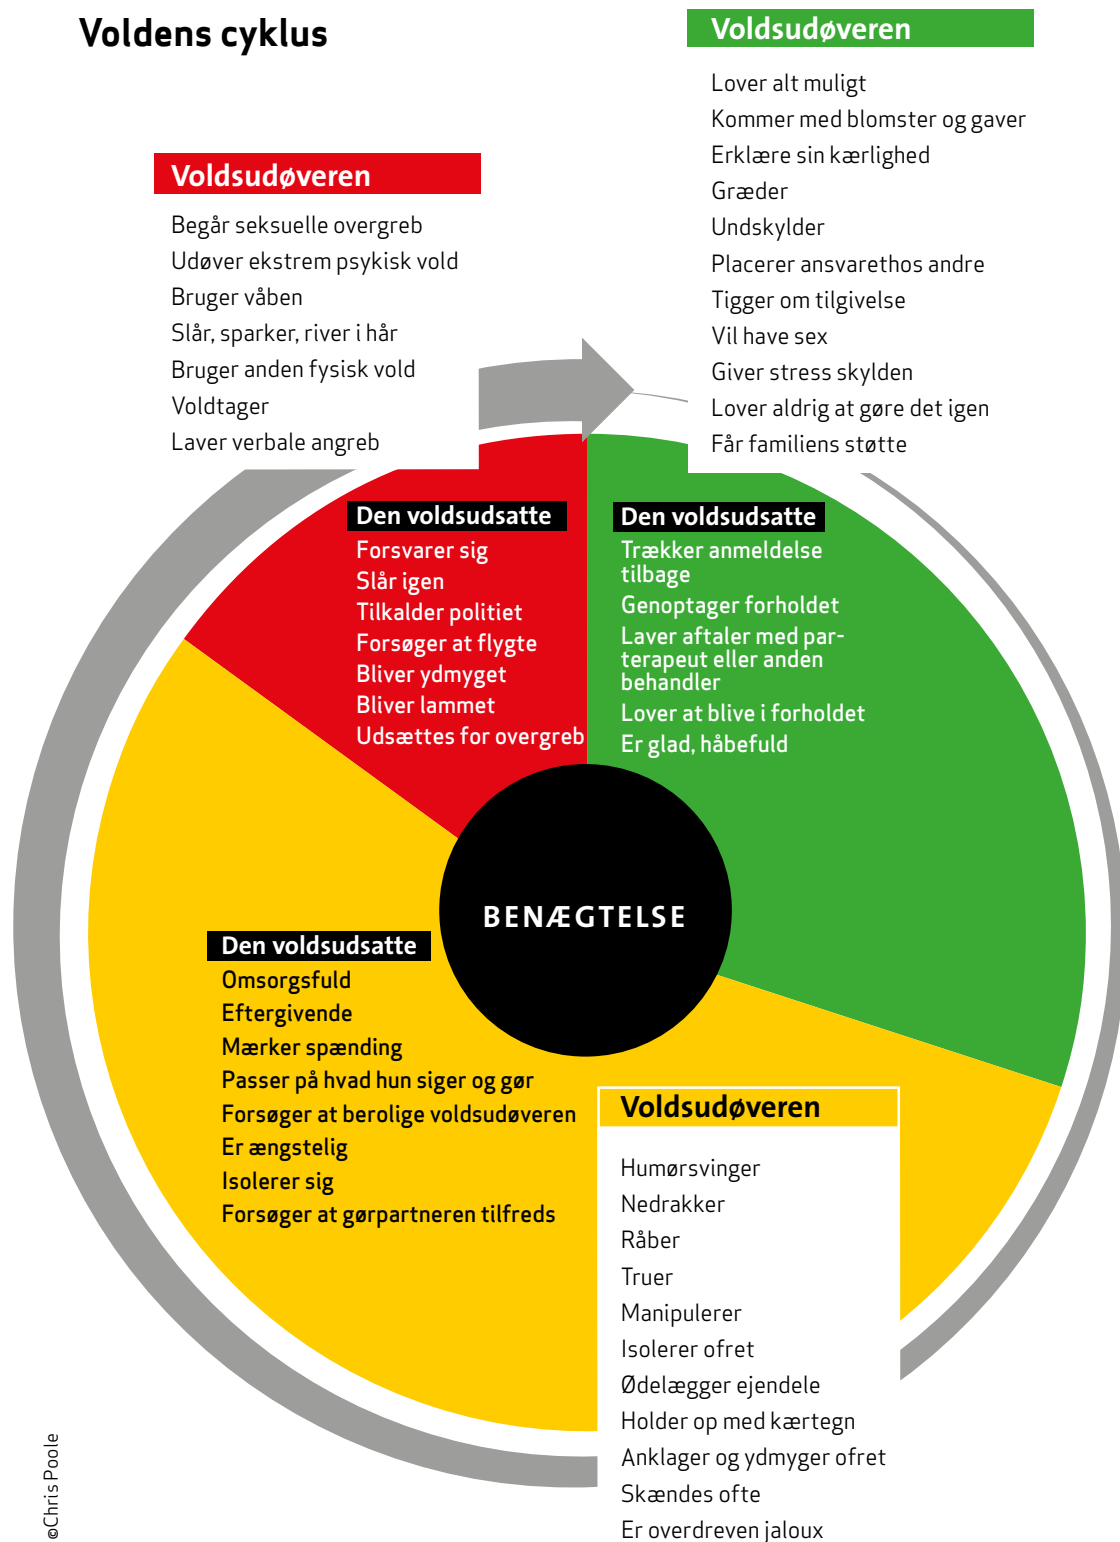 Voldens cyklus
Voldsudøveren
Lover alt muligt
Kommer med blomster og gaver
Erklære sin kærlighed
Græder
Undskylder
Placerer ansvarethos andre
Tigger om tilgivelse
Vil have sex
Giver stress skylden
Lover aldrig at gøre det igen
Får familiens støtte
Voldsudøveren
Begår seksuelle overgreb
Udøver ekstrem psykisk vold
Bruger våben
Slår, sparker, river i hår
Bruger anden fysisk vold
Voldtager
Laver verbale angreb
Den voldsudsatte
Forsvarer sig
Slår igen
Tilkalder politiet
Forsøger at flygte
Bliver ydmyget
Bliver lammet
Udsættes for overgreb
Den voldsudsatte
Trækker anmeldelse
tilbage
Genoptager forholdet
Laver aftaler med par-
terapeut eller anden
behandler
Lover at blive i forholdet
Er glad, håbefuld
BENÆGTELSE
Den voldsudsatte
Omsorgsfuld
Eftergivende
Mærker spænding
Passer på hvad hun siger og gør
Forsøger at berolige voldsudøveren
Er ængstelig
Isolerer sig
Forsøger at gørpartneren tilfreds
Voldsudøveren
Humørsvinger
Nedrakker
Råber
Truer
Manipulerer
Isolerer ofret
Ødelægger ejendele
Holder op med kærtegn
Anklager og ydmyger ofret
Skændes ofte
Er overdreven jaloux
©Chris Poole